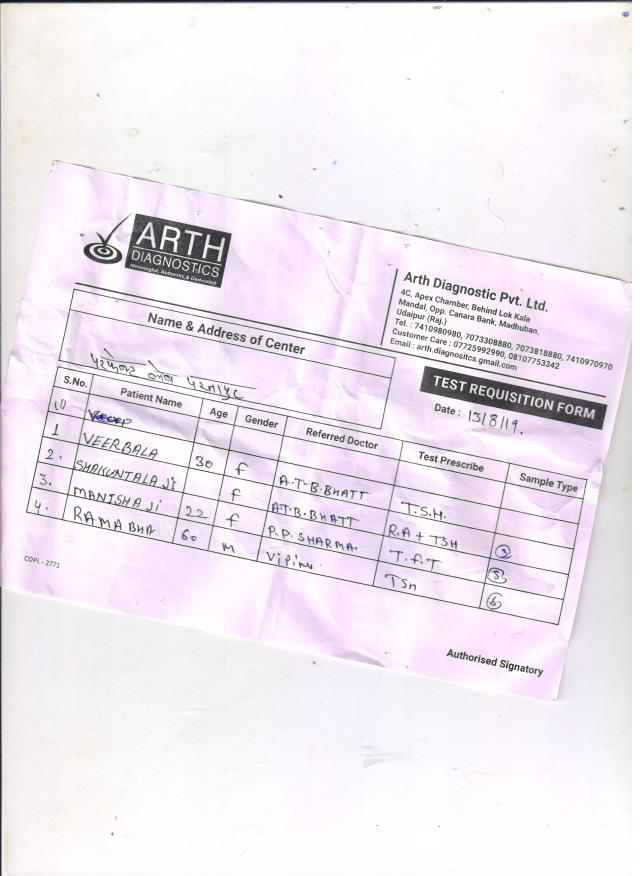 ARTH
DIAGNOSTICS
Meaningful, Authentic, & Dedicated
Arth Diagnostic Pvt. Ltd.
4C, Apex Chamber, Behind Lok Kala
Mandal, Opp. Canara Bank, Madhuban,
Udaipur (Raj.)
Tel. : 7410980980, 7073308880, 7073818880, 7410970970
Customer Care : 07725992990, 08107753342
Email : arth.diagnositcs.gmail.com
Name & Address of Center
TEST REQUISITION FORM
Date : 13/8/19.
S.No. Patient Name Age Gender Referred Doctor Test Prescribe Sample Type
1 VEERBALA 30 f A.T.B.BHATT T.S.H.
2. SHAKUNTALA Ji f A.T.B.BHATT R.A + TSH
3. MANISHA Ji 22 f P.P. SHARMA. T.f.T
4. RAMA BHA 60 M Vipin TSH
COPL - 2771
Authorised Signatory